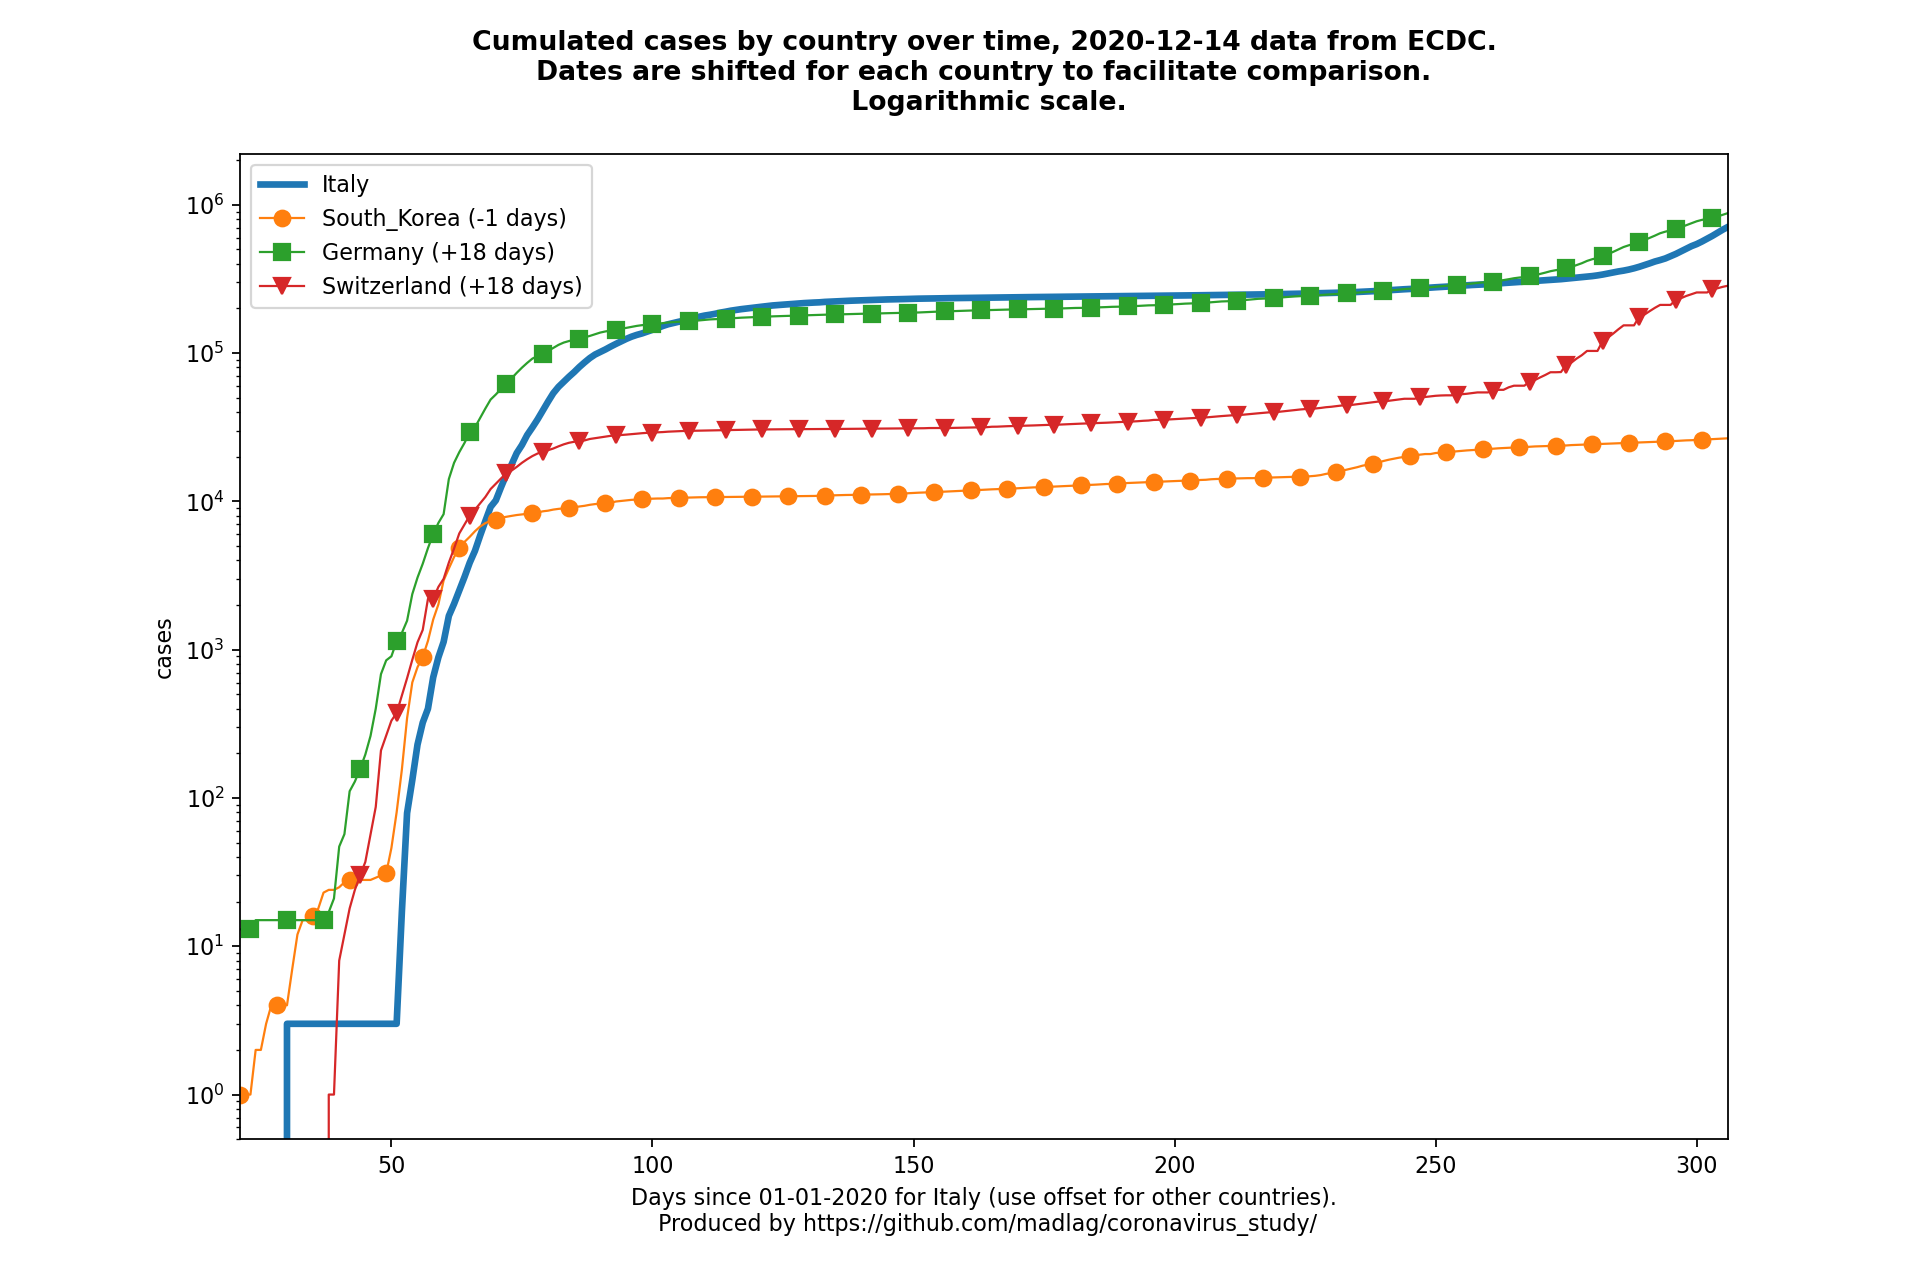 Cumulated cases by country over time, 2020-12-14 data from ECDC.
Dates are shifted for each country to facilitate comparison.
Logarithmic scale.
Italy
South_Korea (-1 days)
Germany (+18 days)
Switzerland (+18 days)
10^6
10^5
10^4
10^3
10^2
10^1
10^0
cases
50 100 150 200 250 300
Days since 01-01-2020 for Italy (use offset for other countries).
Produced by https://github.com/madlag/coronavirus_study/